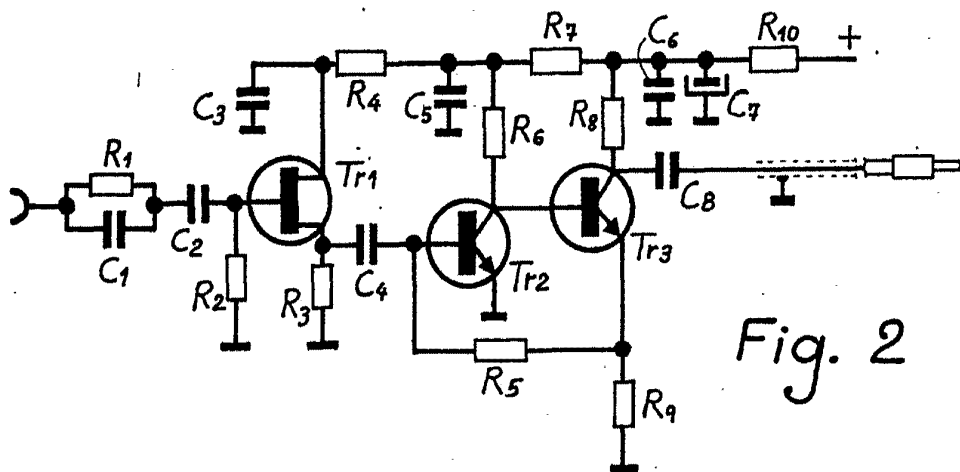 R7
C6
R10
+
R4
C3
C5
R6
R8
C7
R1
Tr1
C8
C2
C1
C4
Tr2
Tr3
R2
R3
Fig. 2
R5
R9